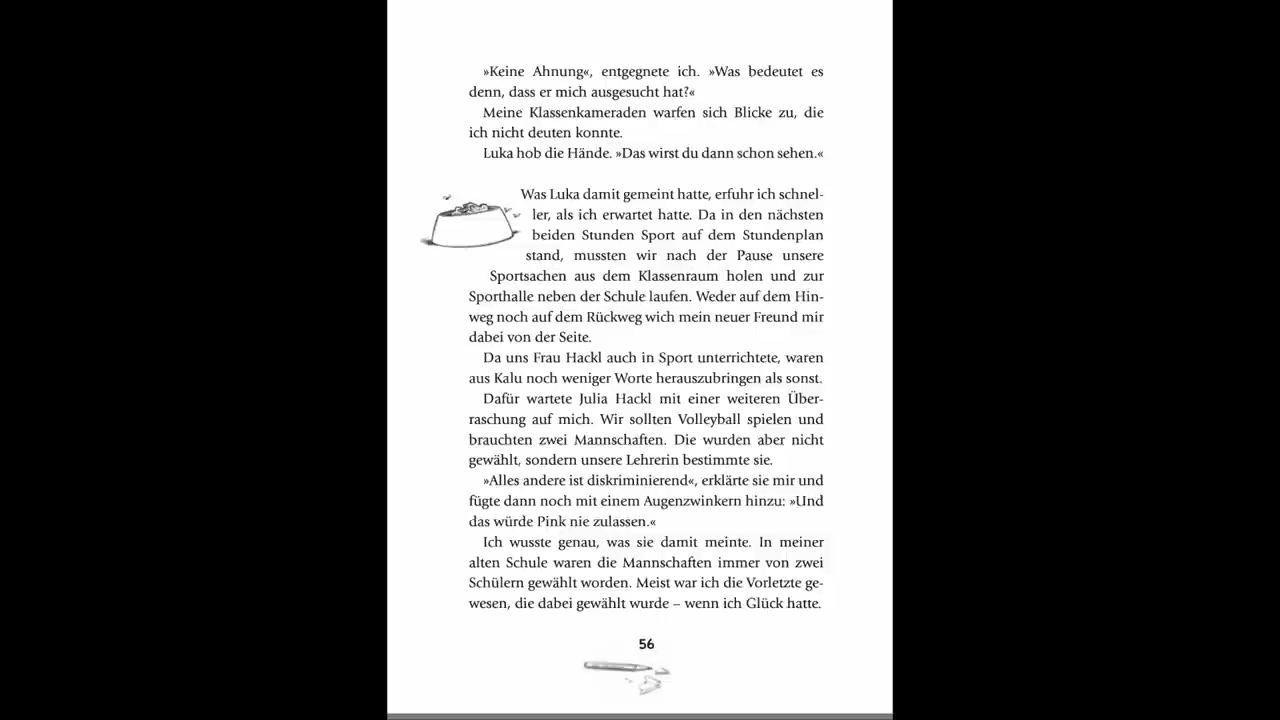 »Keine Ahnung«, entgegnete ich. »Was bedeutet es
denn, dass er mich ausgesucht hat?«
Meine Klassenkameraden warfen sich Blicke zu, die
ich nicht deuten konnte.
Luka hob die Hände. »Das wirst du dann schon sehen.«
Was Luka damit gemeint hatte, erfuhr ich schnel-
ler, als ich erwartet hatte. Da in den nächsten
beiden Stunden Sport auf dem Stundenplan
stand, mussten wir nach der Pause unsere
Sportsachen aus dem Klassenraum holen und zur
Sporthalle neben der Schule laufen. Weder auf dem Hin-
weg noch auf dem Rückweg wich mein neuer Freund mir
dabei von der Seite.
Da uns Frau Hackl auch in Sport unterrichtete, waren
aus Kalu noch weniger Worte herauszubringen als sonst.
Dafür wartete Julia Hackl mit einer weiteren Über-
raschung auf mich. Wir sollten Volleyball spielen und
brauchten zwei Mannschaften. Die wurden aber nicht
gewählt, sondern unsere Lehrerin bestimmte sie.
»Alles andere ist diskriminierend«, erklärte sie mir und
fügte dann noch mit einem Augenzwinkern hinzu: »Und
das würde Pink nie zulassen.«
Ich wusste genau, was sie damit meinte. In meiner
alten Schule waren die Mannschaften immer von zwei
Schülern gewählt worden. Meist war ich die Vorletzte ge-
wesen, die dabei gewählt wurde – wenn ich Glück hatte.
56